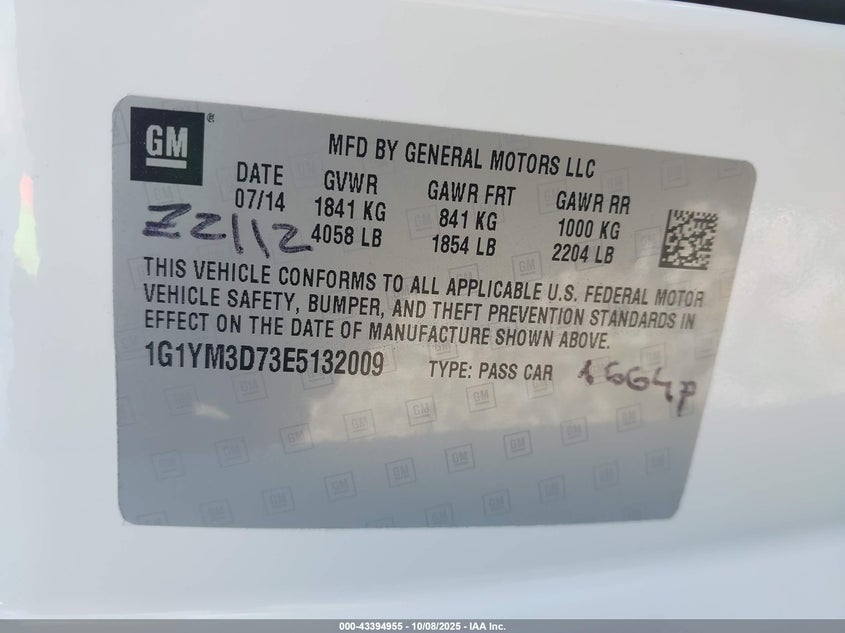 GM ®
MFD BY GENERAL MOTORS LLC
DATE GVWR GAWR FRT GAWR RR
07/14 1841 KG 841 KG 1000 KG
4058 LB 1854 LB 2204 LB
Z2112
THIS VEHICLE CONFORMS TO ALL APPLICABLE U.S. FEDERAL MOTOR
VEHICLE SAFETY, BUMPER, AND THEFT PREVENTION STANDARDS IN
EFFECT ON THE DATE OF MANUFACTURE SHOWN ABOVE.
1G1YM3D73E5132009 TYPE: PASS CAR
000-43394955 - 10/08/2025 - IAA Inc.